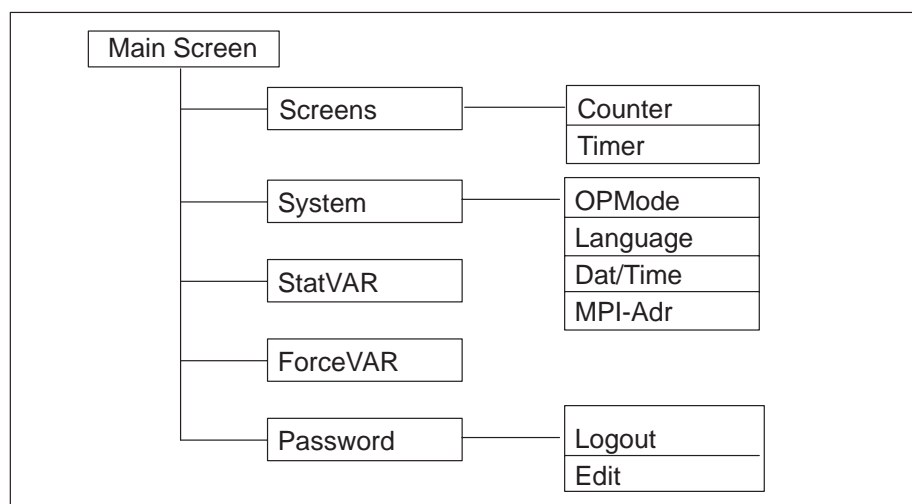 Main Screen
Screens
Counter
Timer
System
OPMode
Language
Dat/Time
MPI-Adr
StatVAR
ForceVAR
Password
Logout
Edit